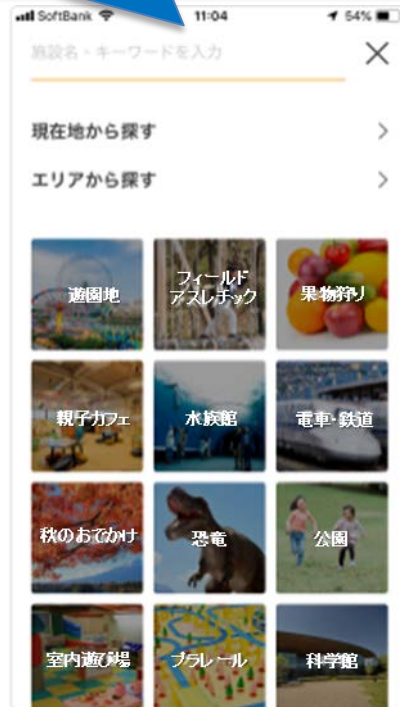 SoftBank 11:04 54%
施設名・キーワードを入力
現在地から探す
エリアから探す
遊園地
フィールド
アスレチック
果物狩り
親子カフェ
水族館
電車・鉄道
秋のおでかけ
恐竜
公園
室内遊び場
プラレール
科学館